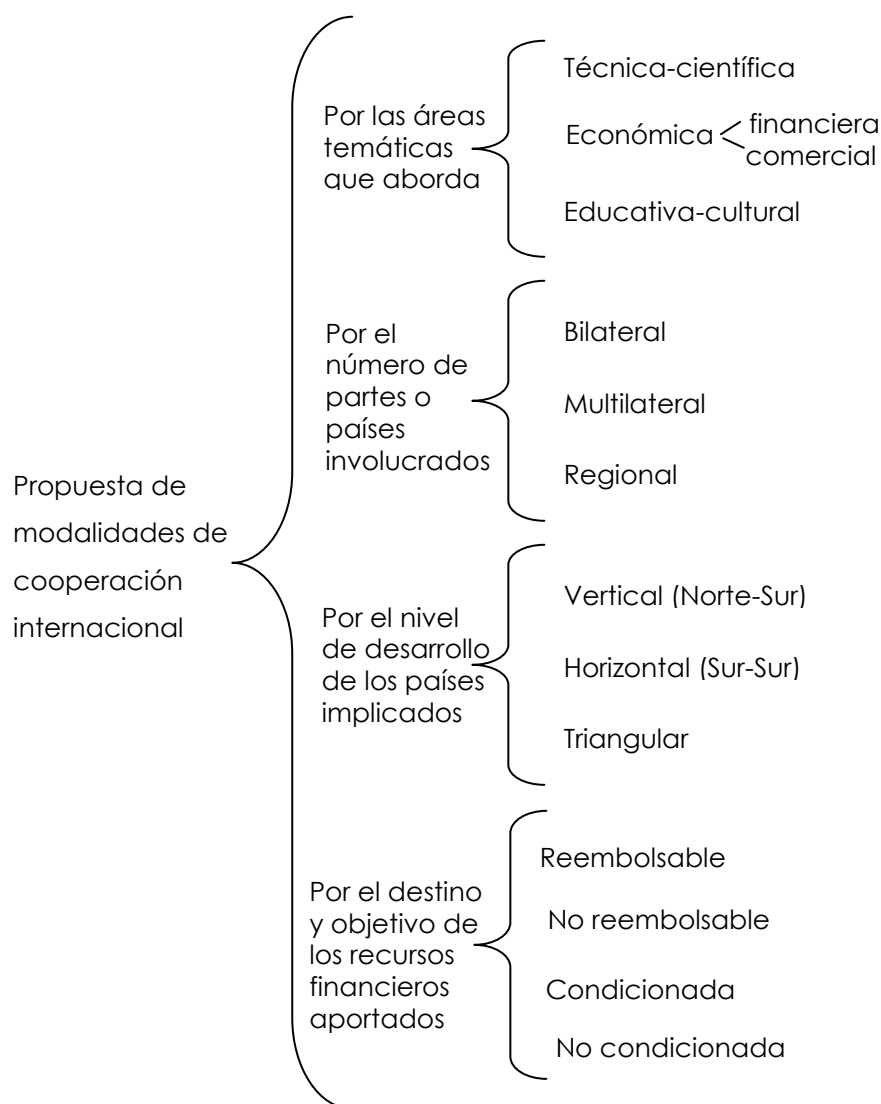 Propuesta de
modalidades de
cooperación
internacional
Por las áreas
temáticas
que aborda
Técnica-científica
Económica
financiera
comercial
Educativa-cultural
Por el
número de
partes o
países
involucrados
Bilateral
Multilateral
Regional
Por el nivel
de desarrollo
de los países
implicados
Vertical (Norte-Sur)
Horizontal (Sur-Sur)
Triangular
Por el destino
y objetivo de
los recursos
financieros
aportados
Reembolsable
No reembolsable
Condicionada
No condicionada